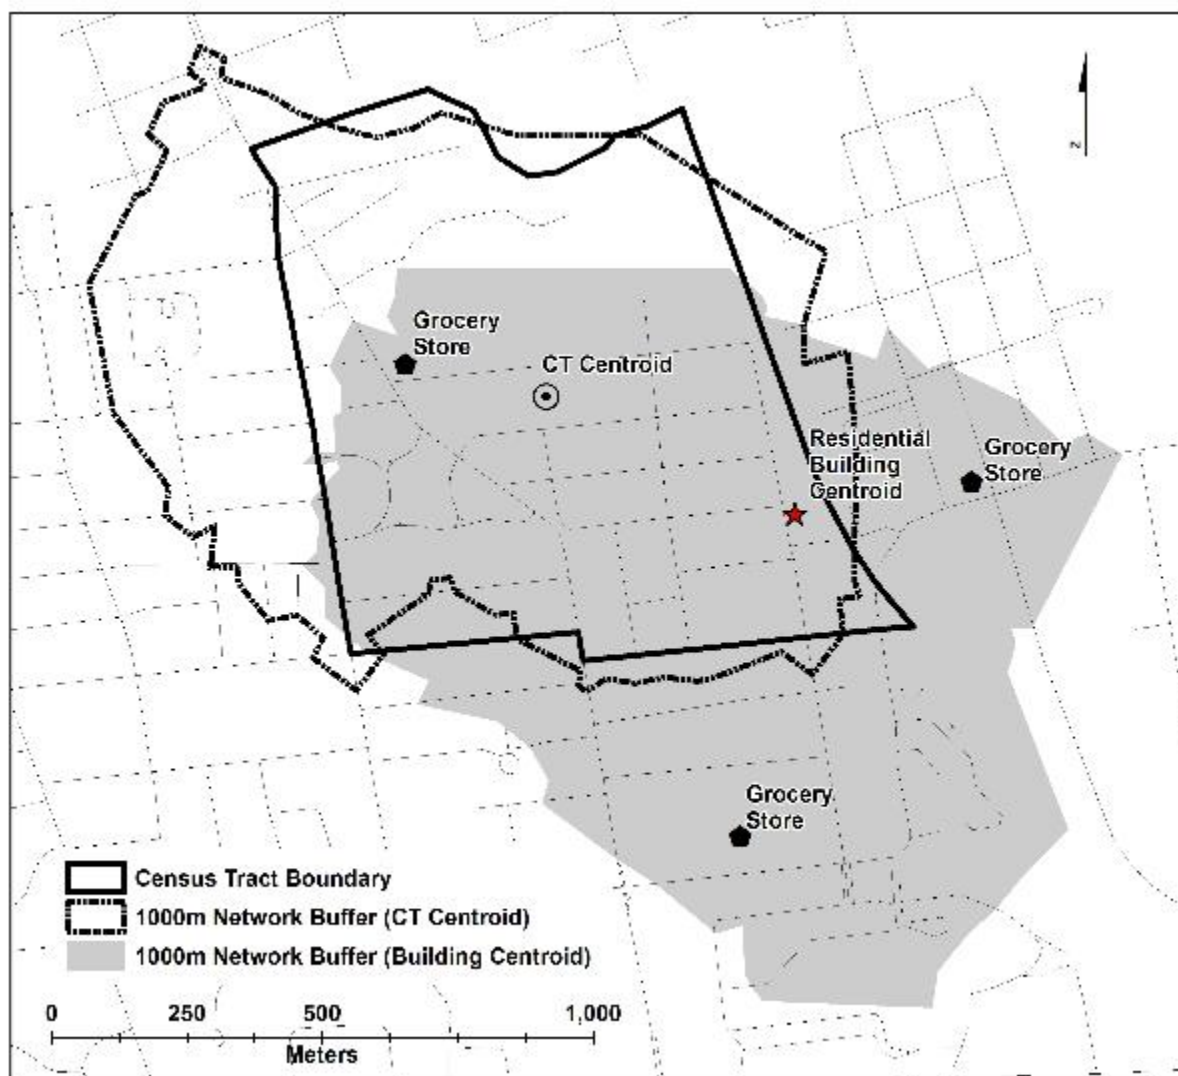 N
Grocery
Store
CT Centroid
Residential
Building
Centroid
Grocery
Store
Grocery
Store
Census Tract Boundary
1000m Network Buffer (CT Centroid)
1000m Network Buffer (Building Centroid)
0 250 500 1,000
Meters